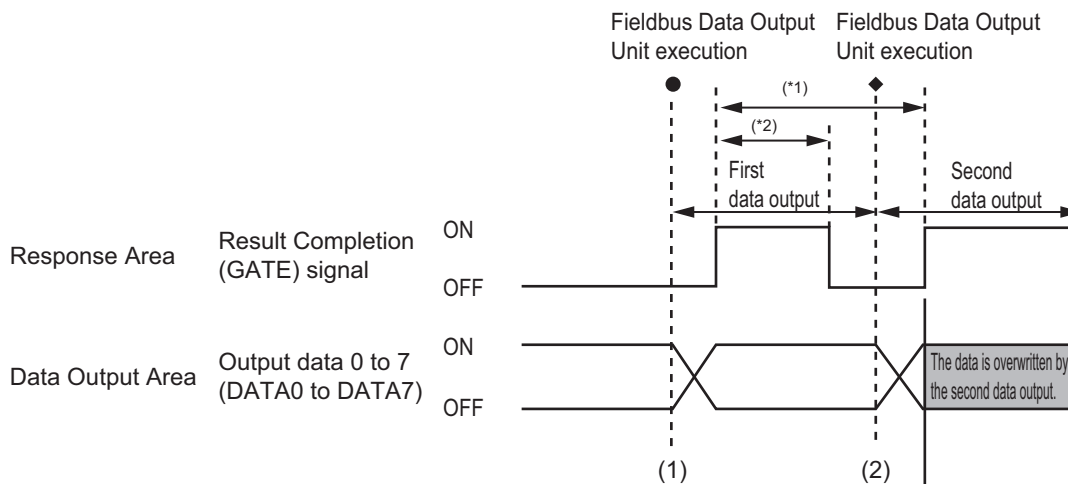 Fieldbus Data Output
Unit execution
Fieldbus Data Output
Unit execution
(*1)
(*2)
First
data output
Second
data output
Response Area
Result Completion
(GATE) signal
ON
OFF
Data Output Area
Output data 0 to 7
(DATA0 to DATA7)
ON
OFF
The data is overwritten by
the second data output.
(1)
(2)